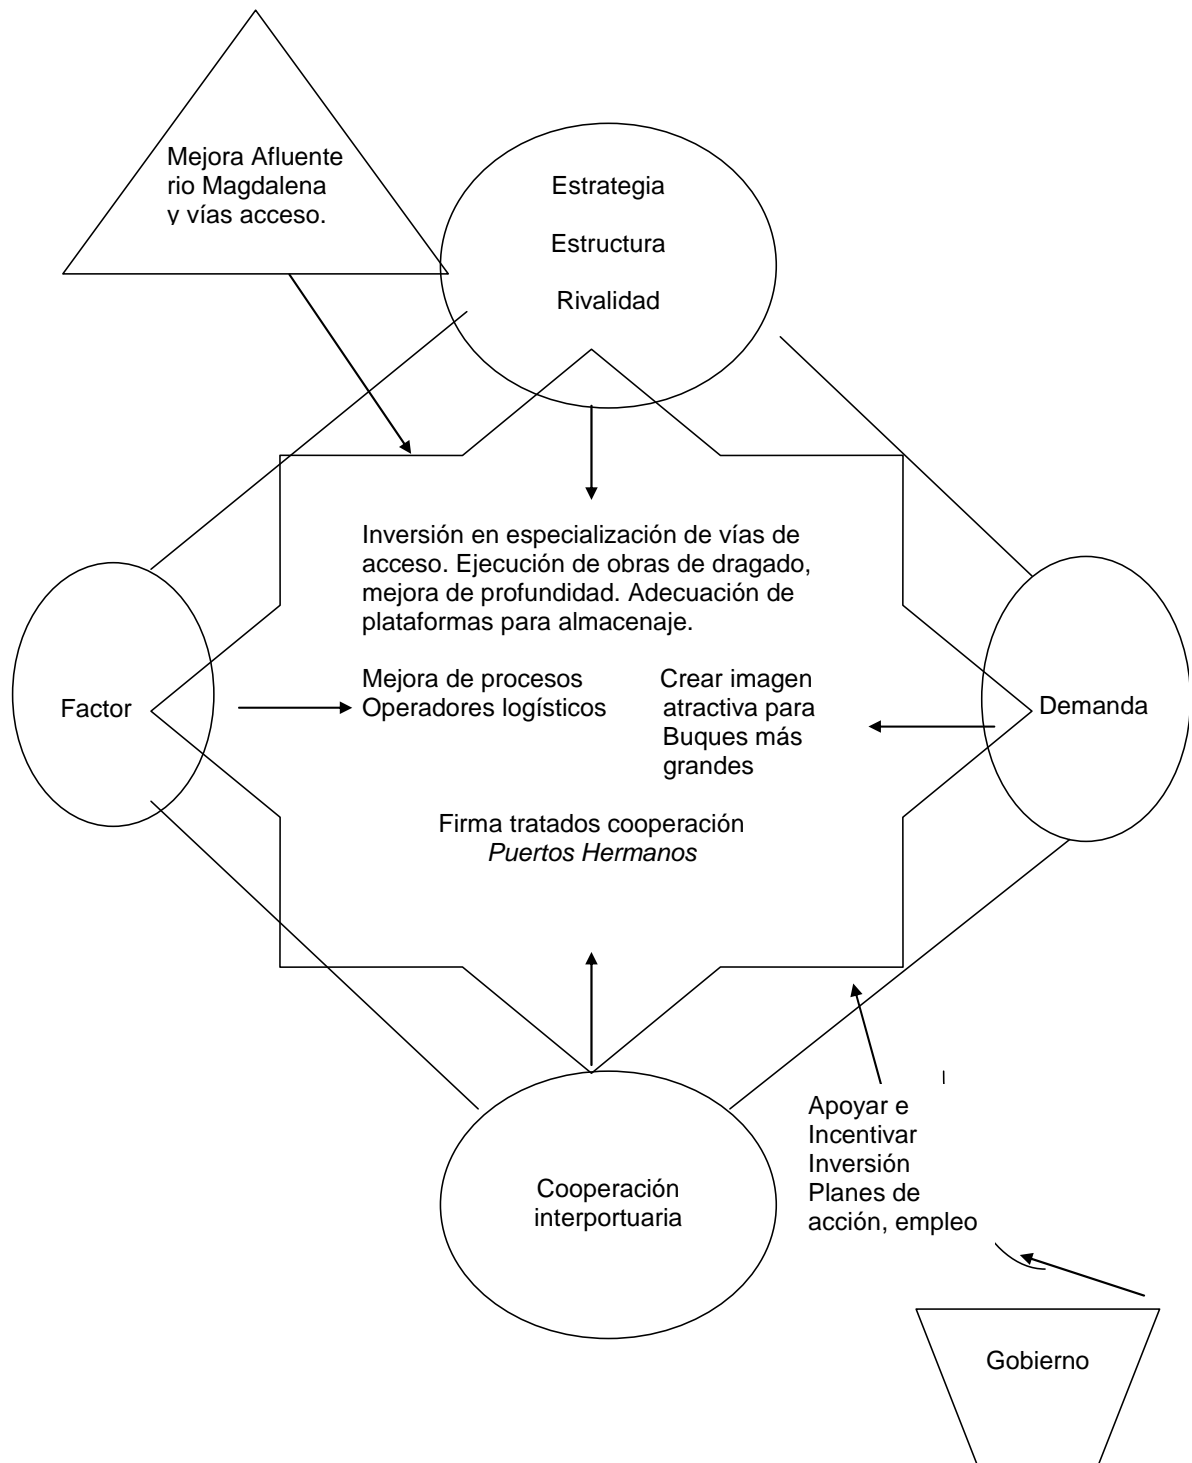 Mejora Afluente
rio Magdalena
y vías acceso.
Estrategia
Estructura
Rivalidad
Inversión en especialización de vías de
acceso. Ejecución de obras de dragado,
mejora de profundidad. Adecuación de
plataformas para almacenaje.
Factor
Mejora de procesos
Operadores logísticos
Crear imagen
atractiva para
Buques más
grandes
Demanda
Firma tratados cooperación
Puertos Hermanos
Cooperación
interportuaria
Apoyar e
Incentivar
Inversión
Planes de
acción, empleo
Gobierno